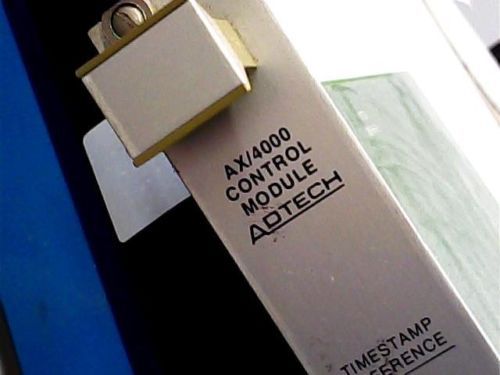 AX/4000
CONTROL
MODULE
ADTECH
TIMESTAMP